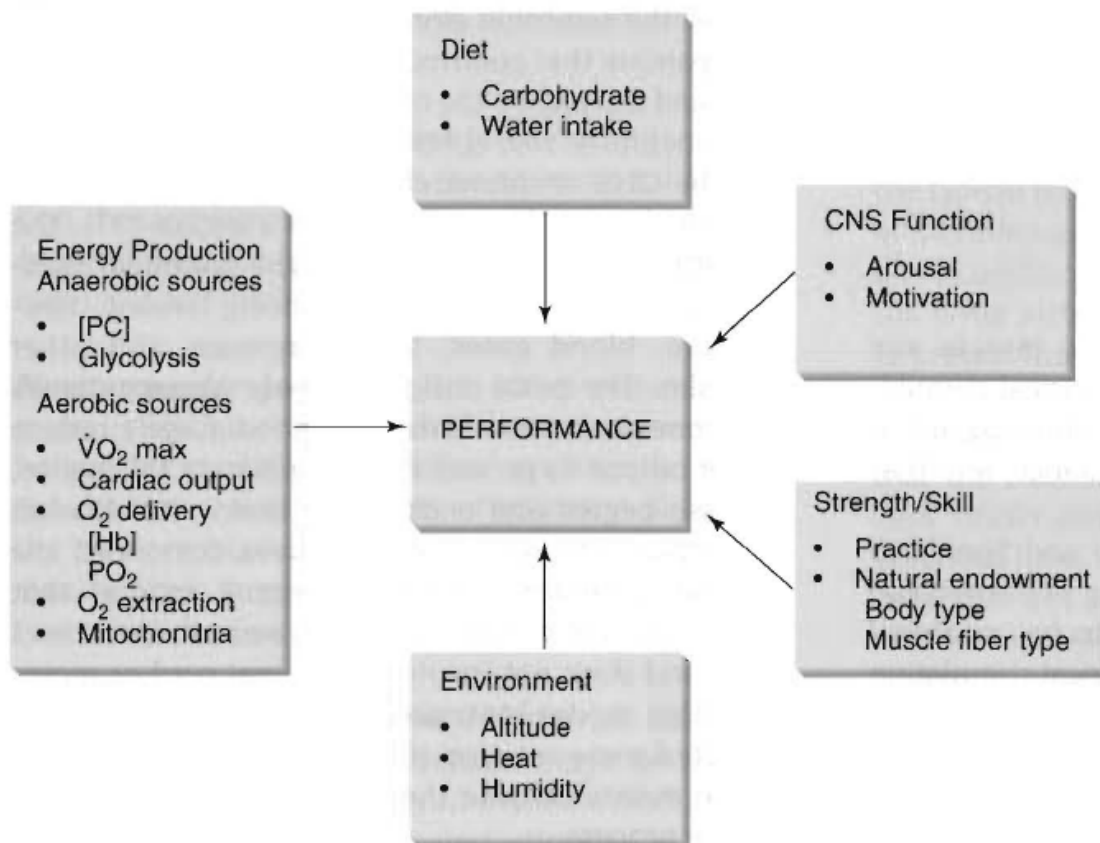 Diet
• Carbohydrate
• Water intake
CNS Function
• Arousal
• Motivation
Energy Production
Anaerobic sources
• [PC]
• Glycolysis
Aerobic sources
• VO₂ max
• Cardiac output
• O₂ delivery
[Hb]
PO₂
• O₂ extraction
• Mitochondria
PERFORMANCE
Strength/Skill
• Practice
• Natural endowment
Body type
Muscle fiber type
Environment
• Altitude
• Heat
• Humidity